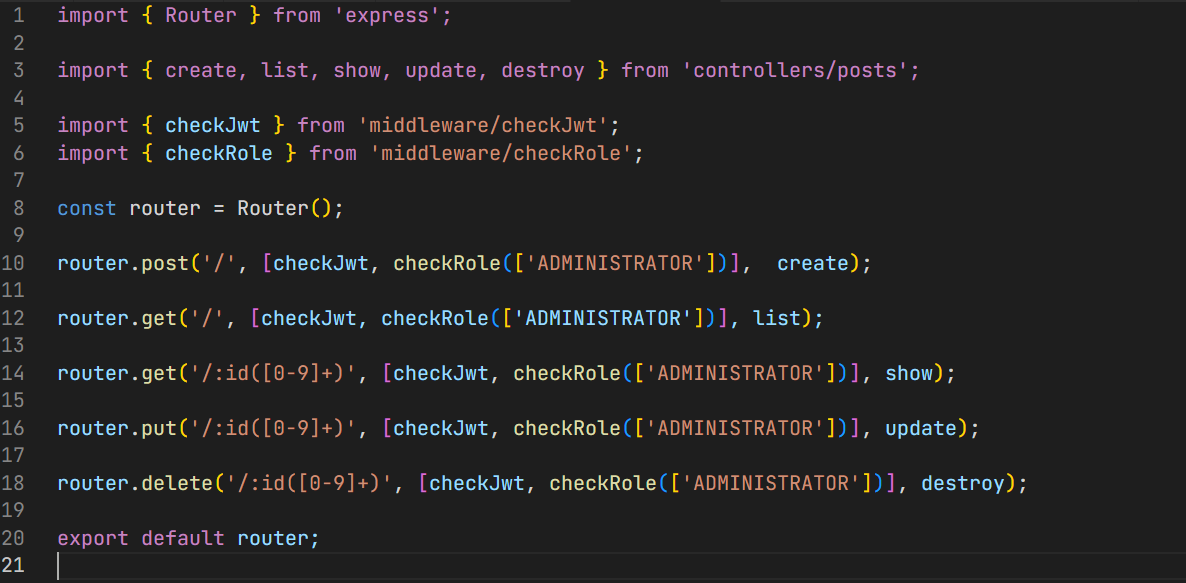 1 import { Router } from 'express';
2
3 import { create, list, show, update, destroy } from 'controllers/posts';
4
5 import { checkJwt } from 'middleware/checkJwt';
6 import { checkRole } from 'middleware/checkRole';
7
8 const router = Router();
9
10 router.post('/', [checkJwt, checkRole(['ADMINISTRATOR'])],  create);
11
12 router.get('/', [checkJwt, checkRole(['ADMINISTRATOR'])], list);
13
14 router.get('/:id([0-9]+)', [checkJwt, checkRole(['ADMINISTRATOR'])], show);
15
16 router.put('/:id([0-9]+)', [checkJwt, checkRole(['ADMINISTRATOR'])], update);
17
18 router.delete('/:id([0-9]+)', [checkJwt, checkRole(['ADMINISTRATOR'])], destroy);
19
20 export default router;
21